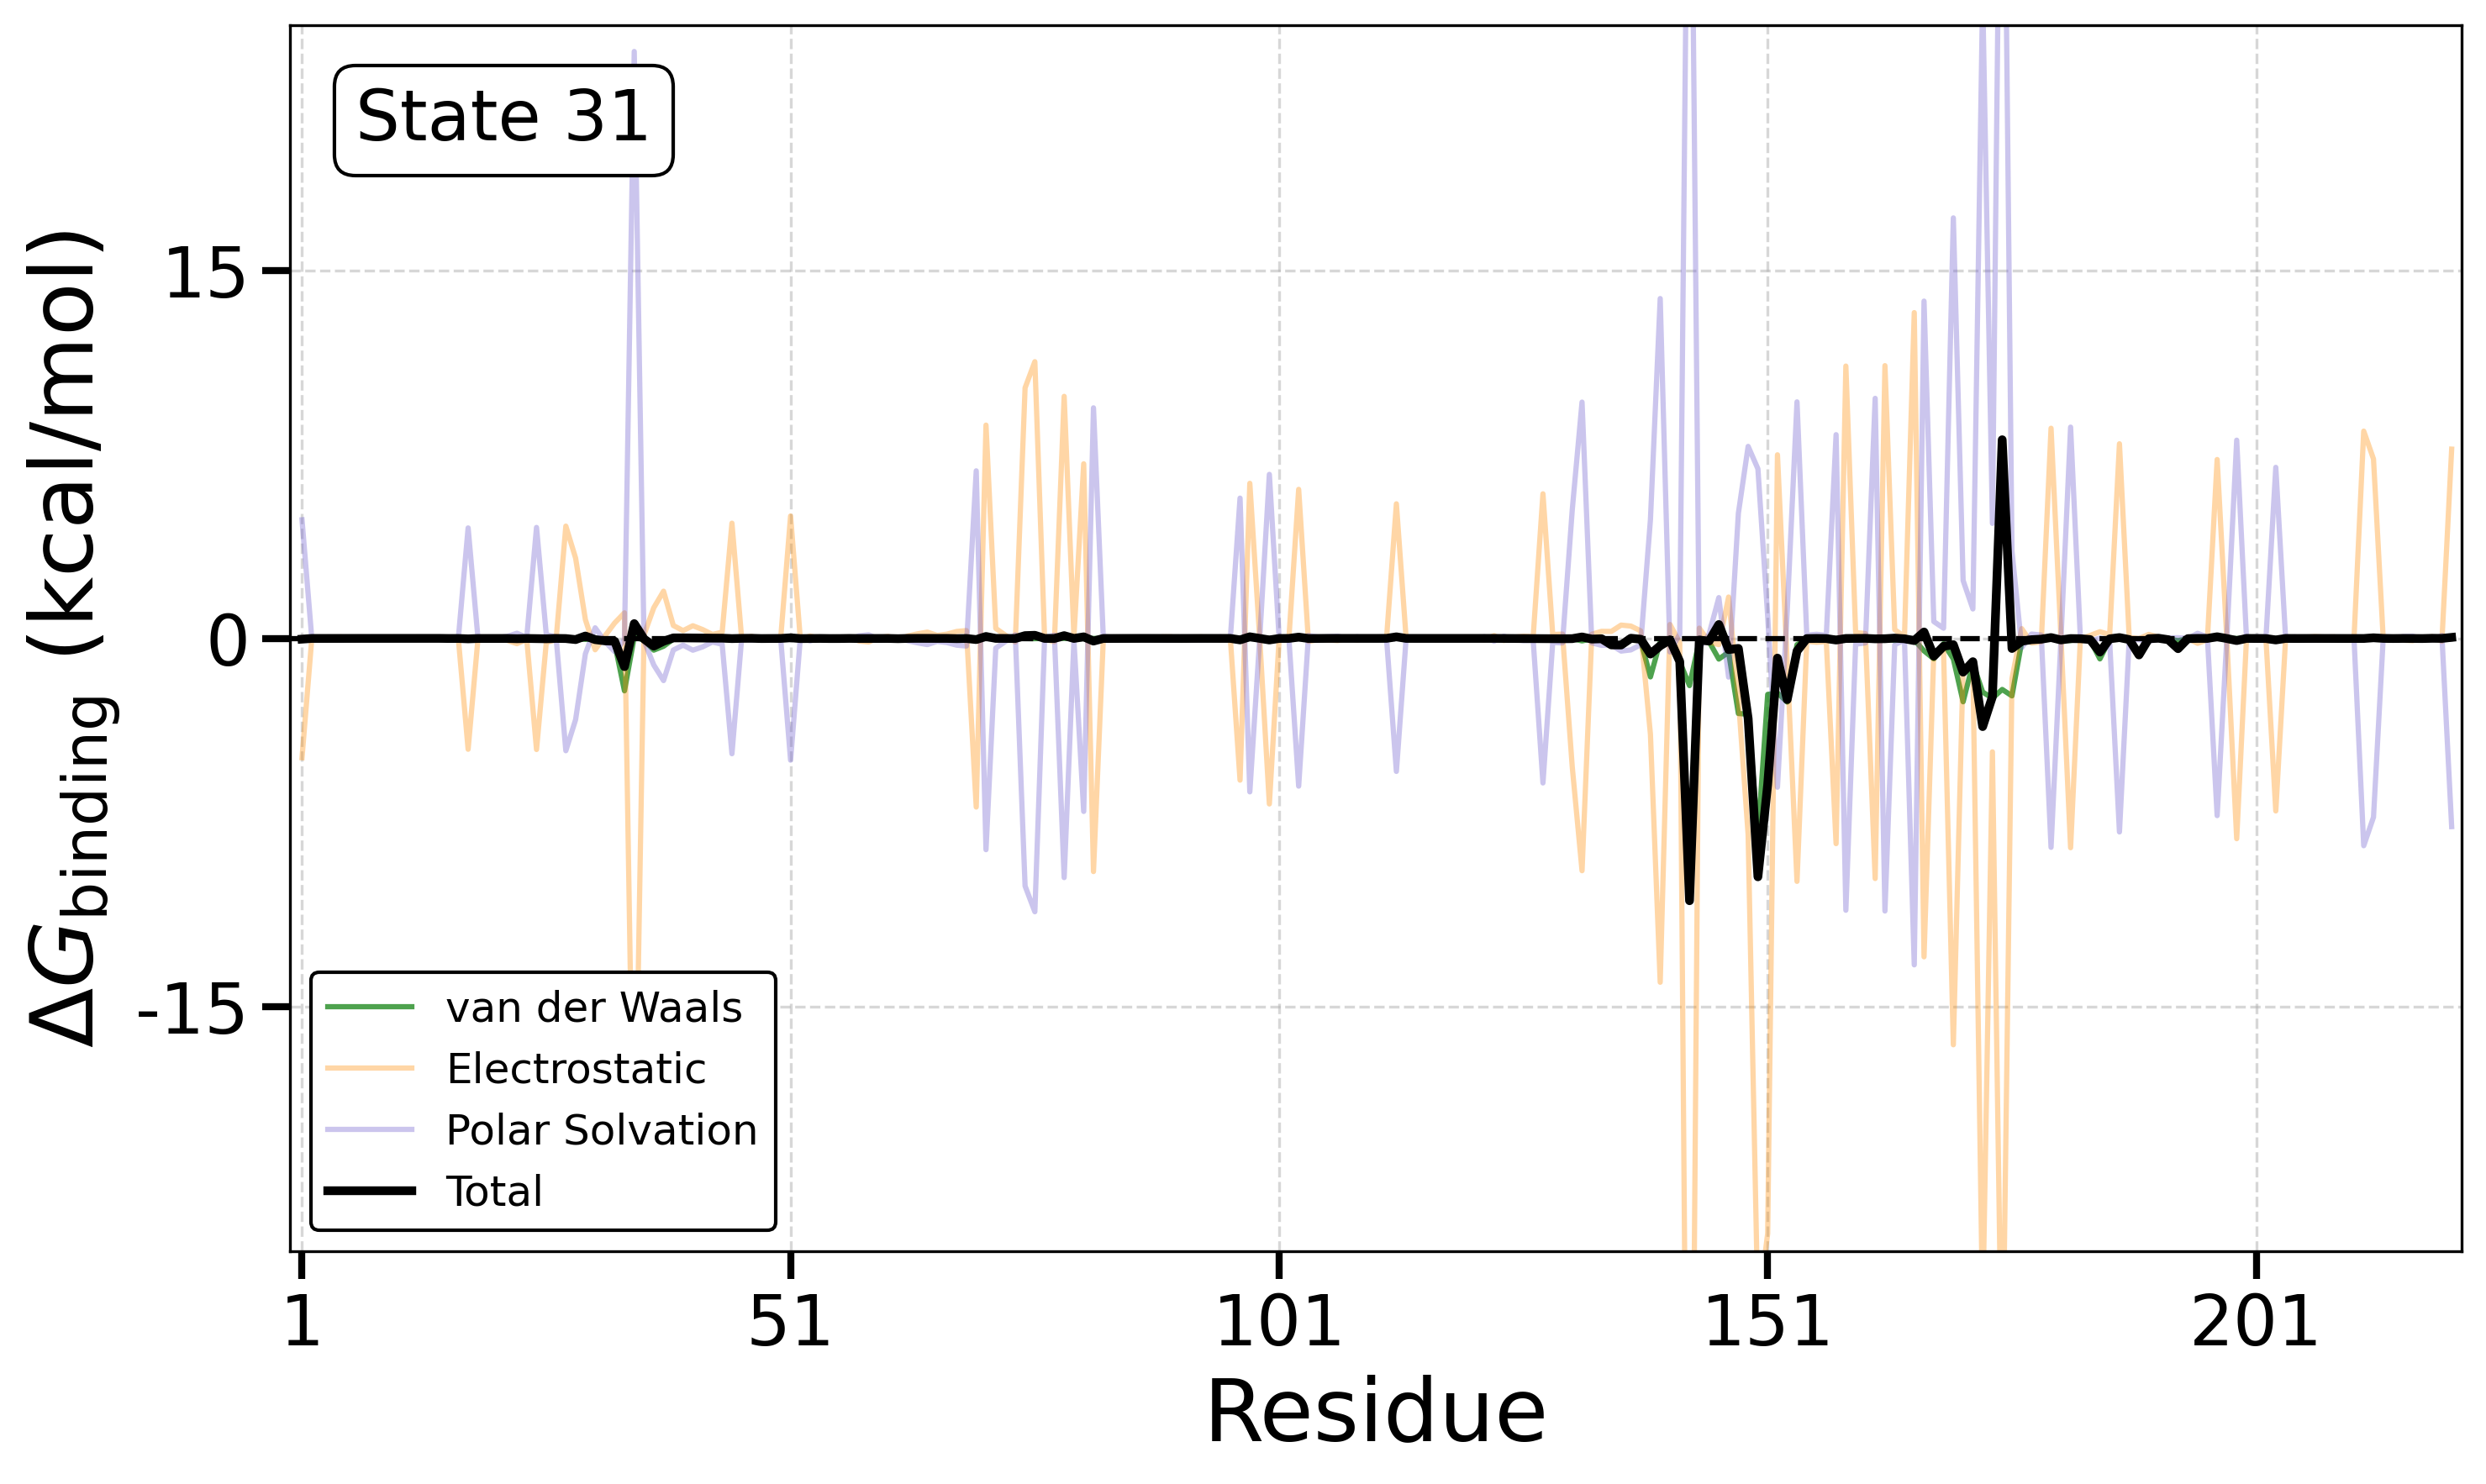 State 31
15
0
-15
ΔG_binding (kcal/mol)
van der Waals
Electrostatic
Polar Solvation
Total
1 51 101 151 201
Residue